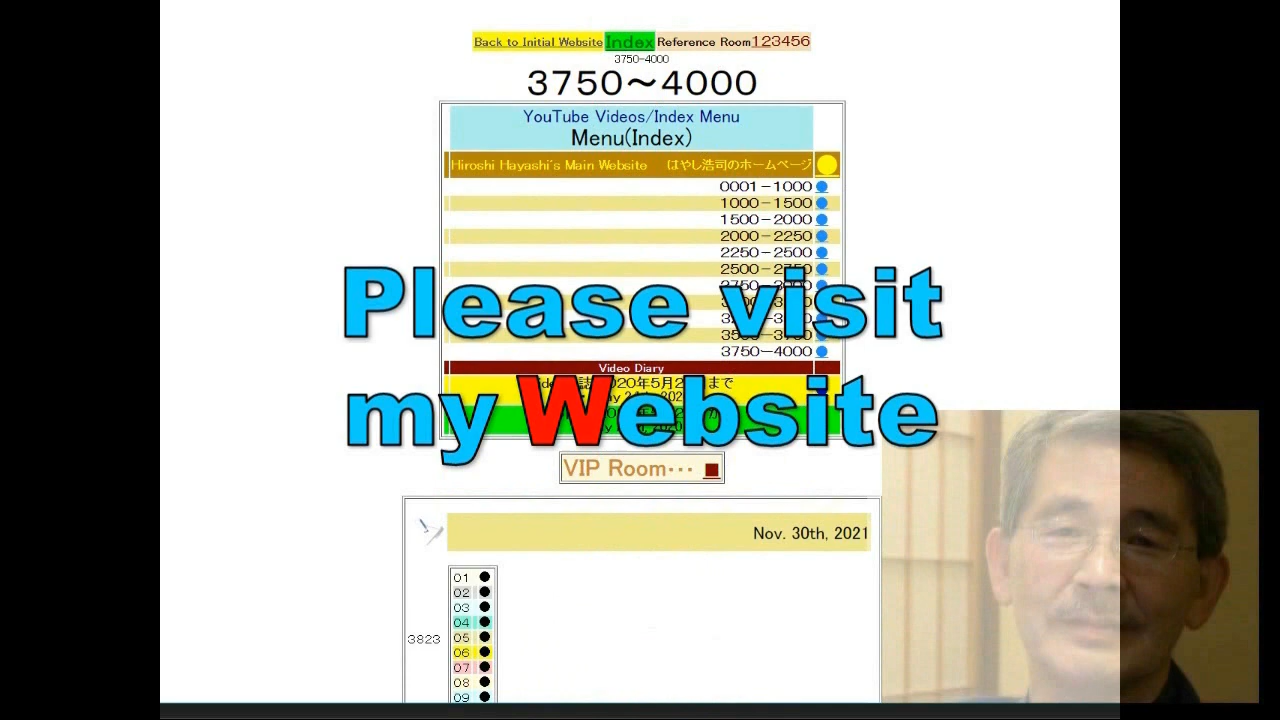 Back to Initial Website Index Reference Room123456
3750-4000
3750～4000
YouTube Videos/Index Menu
Menu(Index)
Hiroshi Hayashi's Main Website はやし浩司のホームページ
0001－1000
1000－1500
1500－2000
2000－2250
2250－2500
2500－2750
3750－4000
Please visit
my Website
Video Diary
VIP Room…
Nov. 30th, 2021
3823
01
02
03
04
05
06
07
08
09